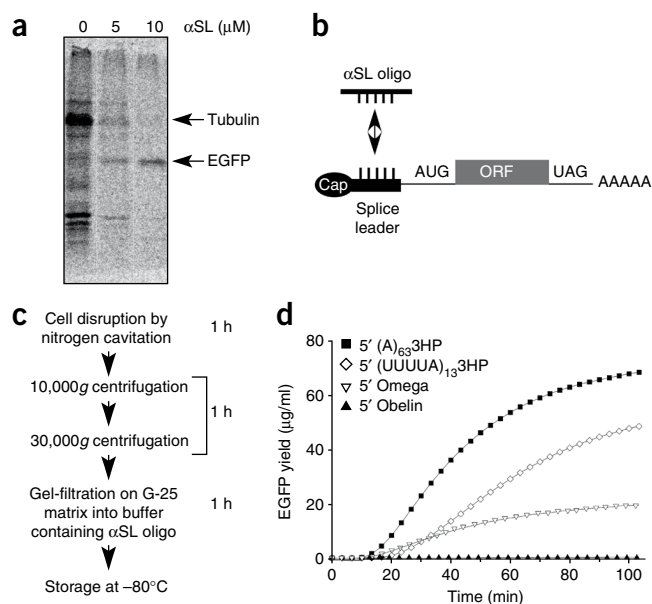 a
0 5 10 αSL (μM)
Tubulin
EGFP
b
αSL oligo
Cap
AUG ORF UAG AAAAA
Splice
leader
c
Cell disruption by
nitrogen cavitation
1 h
10,000g centrifugation
1 h
30,000g centrifugation
Gel-filtration on G-25
matrix into buffer
containing αSL oligo
1 h
Storage at –80°C
d
5′ (A)₆₃3HP
5′ (UUUUA)₁₃3HP
5′ Omega
5′ Obelin
EGFP yield (μg/ml)
80
60
40
20
0
0 20 40 60 80 100
Time (min)